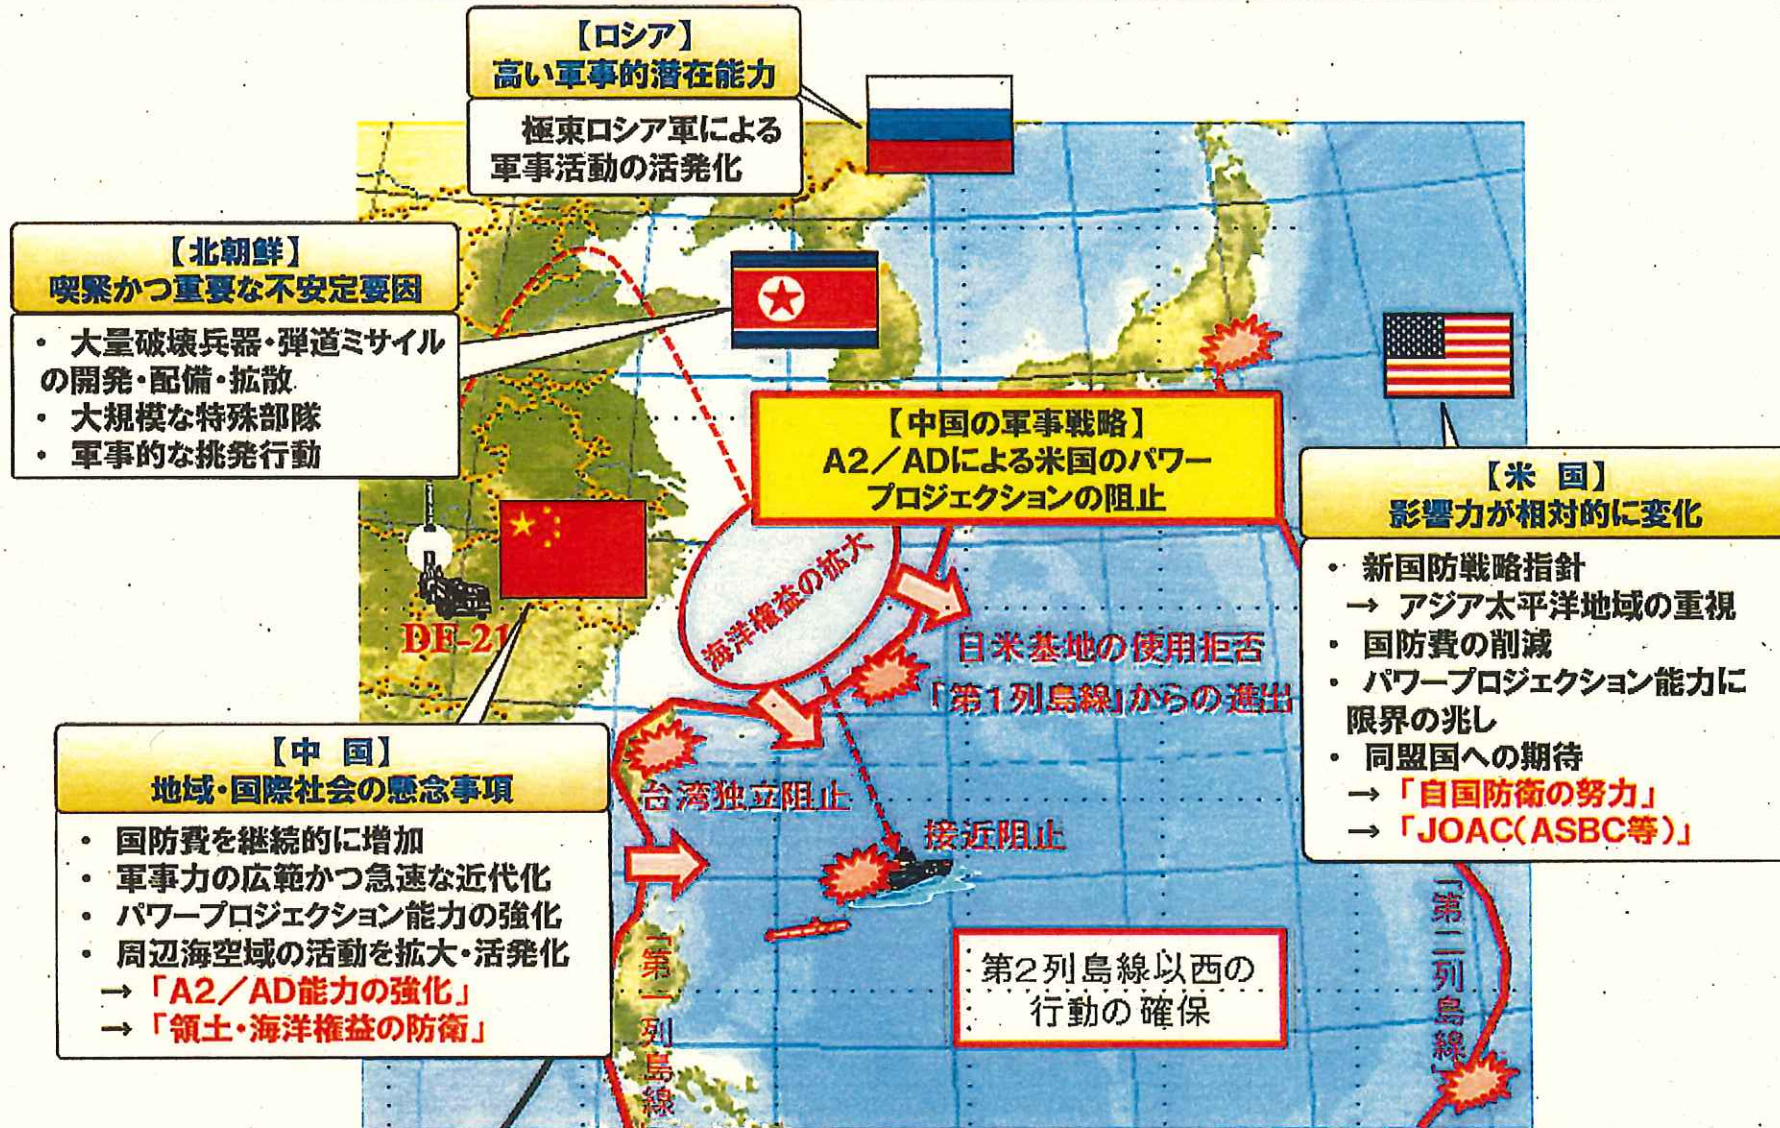 【ロシア】
高い軍事的潜在能力
極東ロシア軍による
軍事活動の活発化
【北朝鮮】
喫緊かつ重要な不安定要因
・ 大量破壊兵器・弾道ミサイル
の開発・配備・拡散
・ 大規模な特殊部隊
・ 軍事的な挑発行動
【中国の軍事戦略】
A2／ADによる米国のパワー
プロジェクションの阻止
【米 国】
影響力が相対的に変化
・ 新国防戦略指針
→ アジア太平洋地域の重視
・ 国防費の削減
・ パワープロジェクション能力に
限界の兆し
・ 同盟国への期待
→ 「自国防衛の努力」
→ 「JOAC(ASBC等)」
海洋権益の拡大
DF-21
日米基地の使用拒否
「第1列島線」からの進出
【中 国】
地域・国際社会の懸念事項
・ 国防費を継続的に増加
・ 軍事力の広範かつ急速な近代化
・ パワープロジェクション能力の強化
・ 周辺海空域の活動を拡大・活発化
→ 「A2／AD能力の強化」
→ 「領土・海洋権益の防衛」
台湾独立阻止
接近阻止
第2列島線以西の
行動の確保
「第一列島線
「第二列島線」